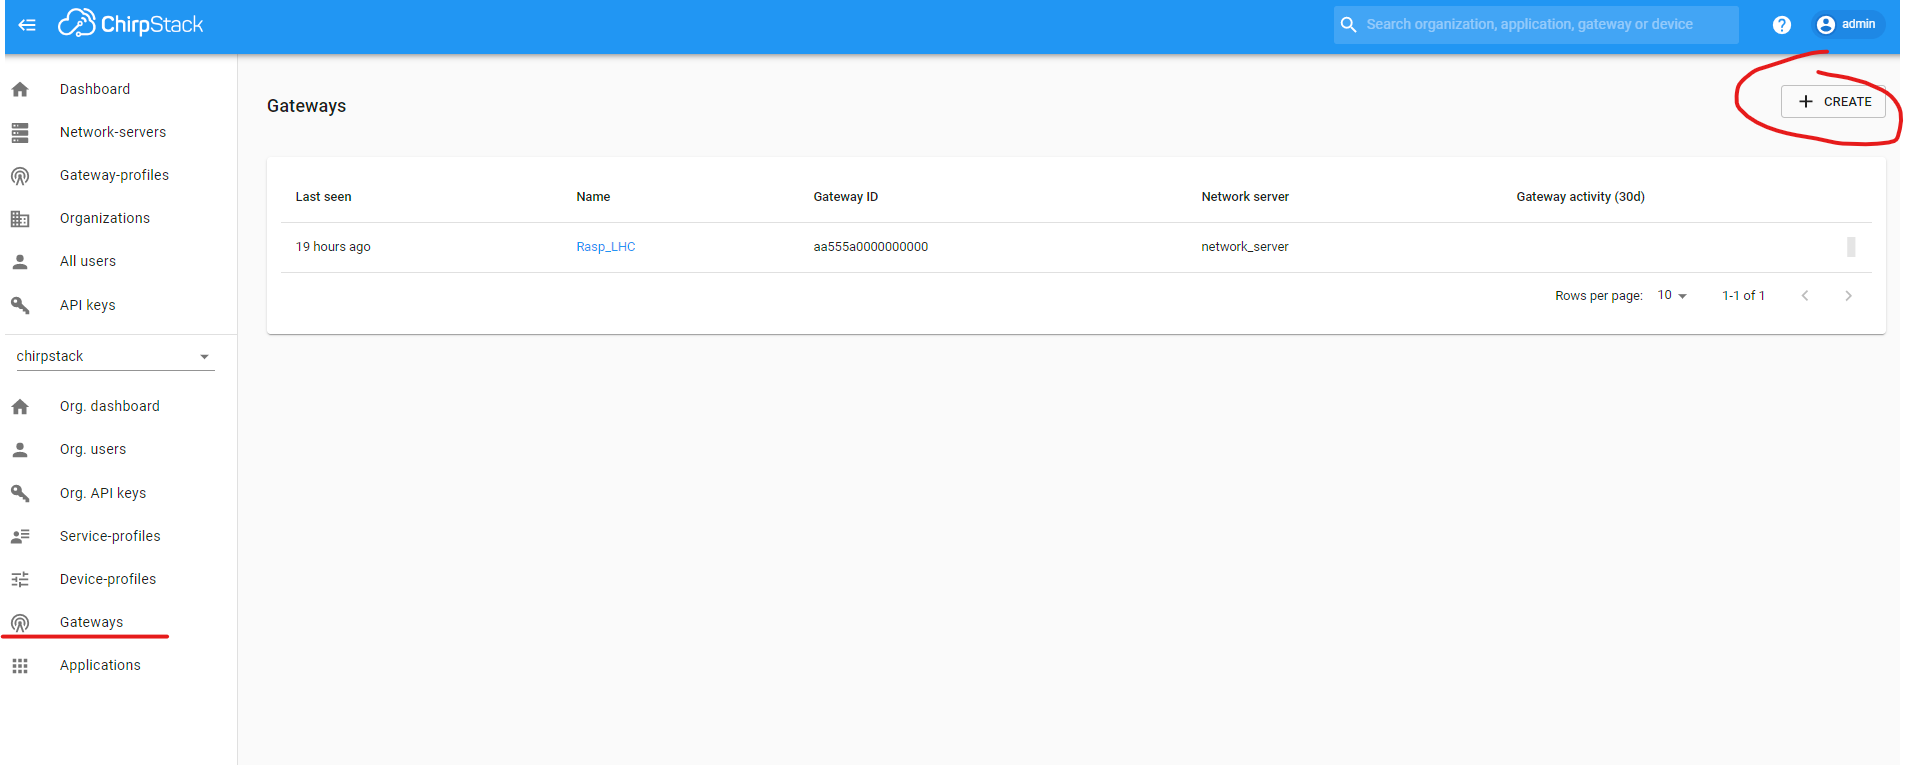 ChirpStack
Search organization, application, gateway or device
? admin
Dashboard
Network-servers
Gateway-profiles
Organizations
All users
API keys
chirpstack
Org. dashboard
Org. users
Org. API keys
Service-profiles
Device-profiles
Gateways
Applications
Gateways
+ CREATE
Last seen Name Gateway ID Network server Gateway activity (30d)
19 hours ago Rasp_LHC aa555a0000000000 network_server
Rows per page: 10 1-1 of 1